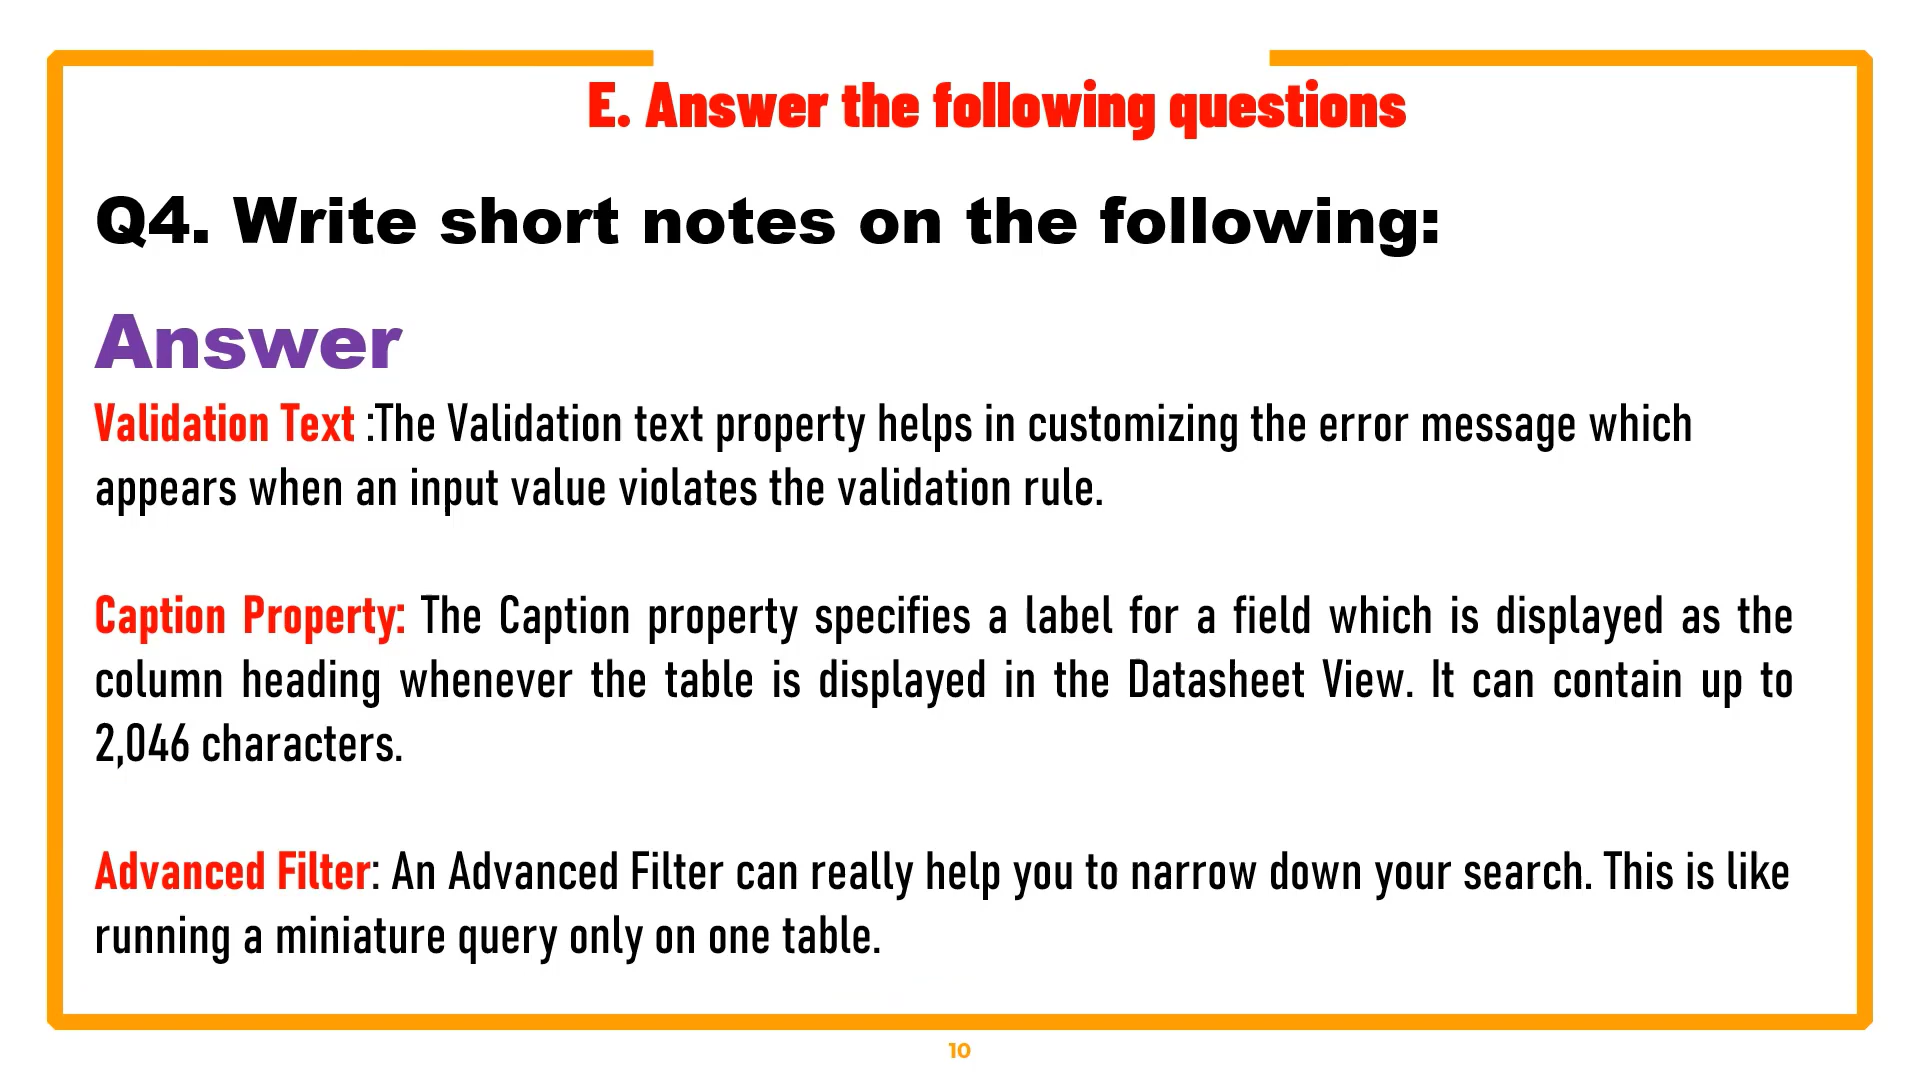 E. Answer the following questions
Q4. Write short notes on the following:
Answer
Validation Text :The Validation text property helps in customizing the error message which
appears when an input value violates the validation rule.
Caption Property: The Caption property specifies a label for a field which is displayed as the
column heading whenever the table is displayed in the Datasheet View. It can contain up to
2,046 characters.
Advanced Filter: An Advanced Filter can really help you to narrow down your search. This is like
running a miniature query only on one table.
10